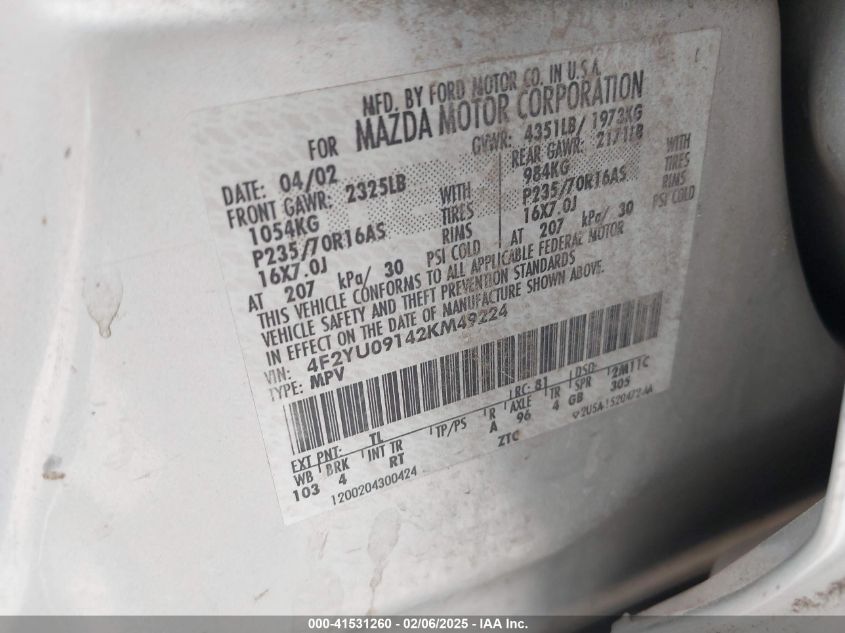 MFD. BY FORD MOTOR CO. IN U.S.A.
FOR MAZDA MOTOR CORPORATION
DATE: 04/02 GVWR: 4351LB/ 1973KG
FRONT GAWR: 2325LB REAR GAWR: 2171LB
1054KG WITH 984KG WITH
P235/70R16AS TIRES P235/70R16AS TIRES
16X7.0J RIMS 16X7.0J RIMS
AT 207 kPa/ 30 PSI COLD AT 207 kPa/ 30 PSI COLD
THIS VEHICLE CONFORMS TO ALL APPLICABLE FEDERAL MOTOR
VEHICLE SAFETY AND THEFT PREVENTION STANDARDS
IN EFFECT ON THE DATE OF MANUFACTURE SHOWN ABOVE.
VIN: 4F2YU09142KM49224
TYPE: MPV
EXT PNT: TL RC: 81 DSO: 2M1TC
WB BRK INT TR TP/PS R AXLE TR SPR
103 4 RT A 96 4 GB 305
ZTC
1200204300424
000-41531260 - 02/06/2025 - IAA Inc.